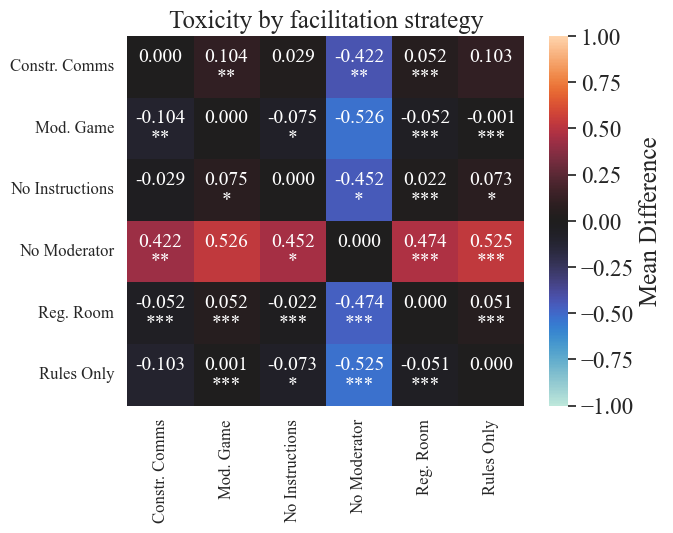 Toxicity by facilitation strategy
Constr. Comms
0.000 0.104 0.029 -0.422 0.052 0.103
** ** ***
Mod. Game
-0.104 0.000 -0.075 -0.526 -0.052 -0.001
** * *** ***
No Instructions
-0.029 0.075 0.000 -0.452 0.022 0.073
* * *** *
No Moderator
0.422 0.526 0.452 0.000 0.474 0.525
** * *** ***
Reg. Room
-0.052 0.052 -0.022 -0.474 0.000 0.051
*** *** *** *** ***
Rules Only
-0.103 0.001 -0.073 -0.525 -0.051 0.000
*** * *** ***
Constr. Comms
Mod. Game
No Instructions
No Moderator
Reg. Room
Rules Only
1.00
0.75
0.50
0.25
0.00
−0.25
−0.50
−0.75
−1.00
Mean Difference